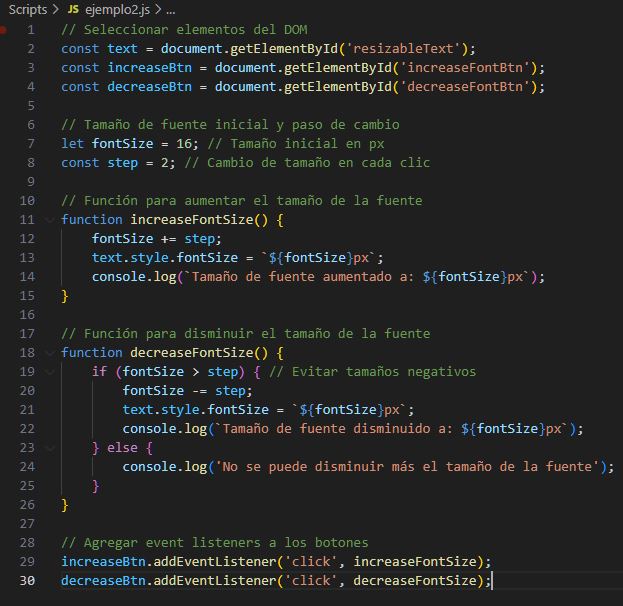 Scripts > JS ejemplo2.js > ...
1 // Seleccionar elementos del DOM
2 const text = document.getElementById('resizableText');
3 const increaseBtn = document.getElementById('increaseFontBtn');
4 const decreaseBtn = document.getElementById('decreaseFontBtn');
5
6 // Tamaño de fuente inicial y paso de cambio
7 let fontSize = 16; // Tamaño inicial en px
8 const step = 2; // Cambio de tamaño en cada clic
9
10 // Función para aumentar el tamaño de la fuente
11 function increaseFontSize() {
12     fontSize += step;
13     text.style.fontSize = `${fontSize}px`;
14     console.log(`Tamaño de fuente aumentado a: ${fontSize}px`);
15 }
16
17 // Función para disminuir el tamaño de la fuente
18 function decreaseFontSize() {
19     if (fontSize > step) { // Evitar tamaños negativos
20         fontSize -= step;
21         text.style.fontSize = `${fontSize}px`;
22         console.log(`Tamaño de fuente disminuido a: ${fontSize}px`);
23     } else {
24         console.log('No se puede disminuir más el tamaño de la fuente');
25     }
26 }
27
28 // Agregar event listeners a los botones
29 increaseBtn.addEventListener('click', increaseFontSize);
30 decreaseBtn.addEventListener('click', decreaseFontSize);